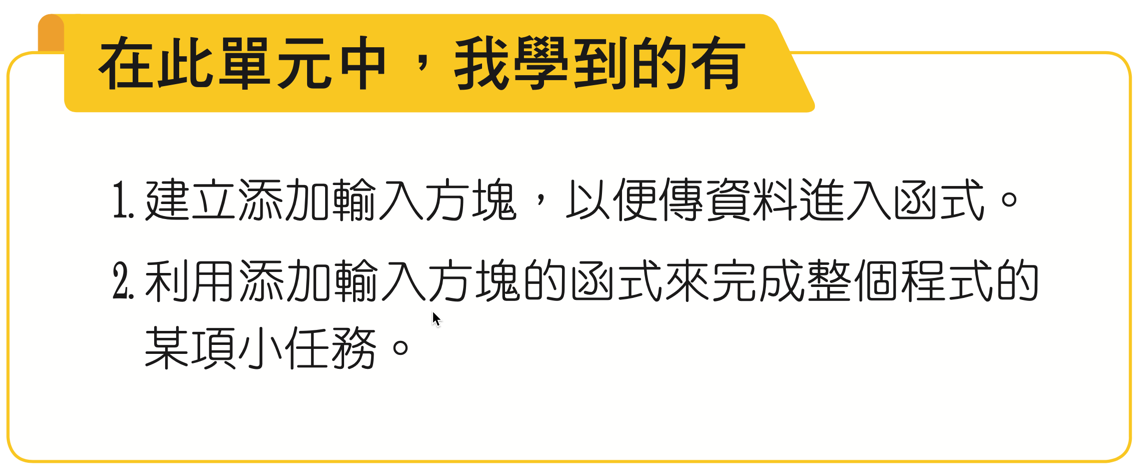 在此單元中，我學到的有
1. 建立添加輸入方塊，以便傳資料進入函式。
2. 利用添加輸入方塊的函式來完成整個程式的
某項小任務。